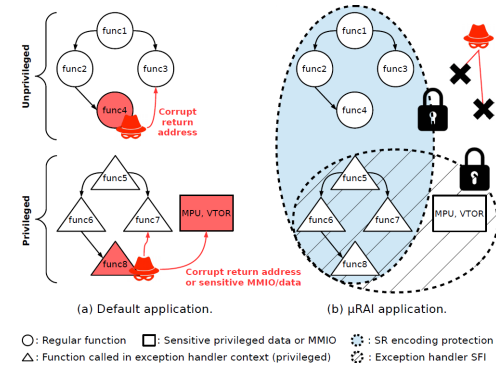 Unprivileged
func1
func2
func3
func4
Corrupt
return
address
Privileged
func5
func6
func7
MPU, VTOR
func8
Corrupt return address
or sensitive MMIO/data
(a) Default application.
func1
func2
func3
func4
func5
func6
func7
MPU, VTOR
func8
(b) µRAI application.
: Regular function
: Sensitive privileged data or MMIO
: SR encoding protection
: Function called in exception handler context (privileged)
: Exception handler SFI